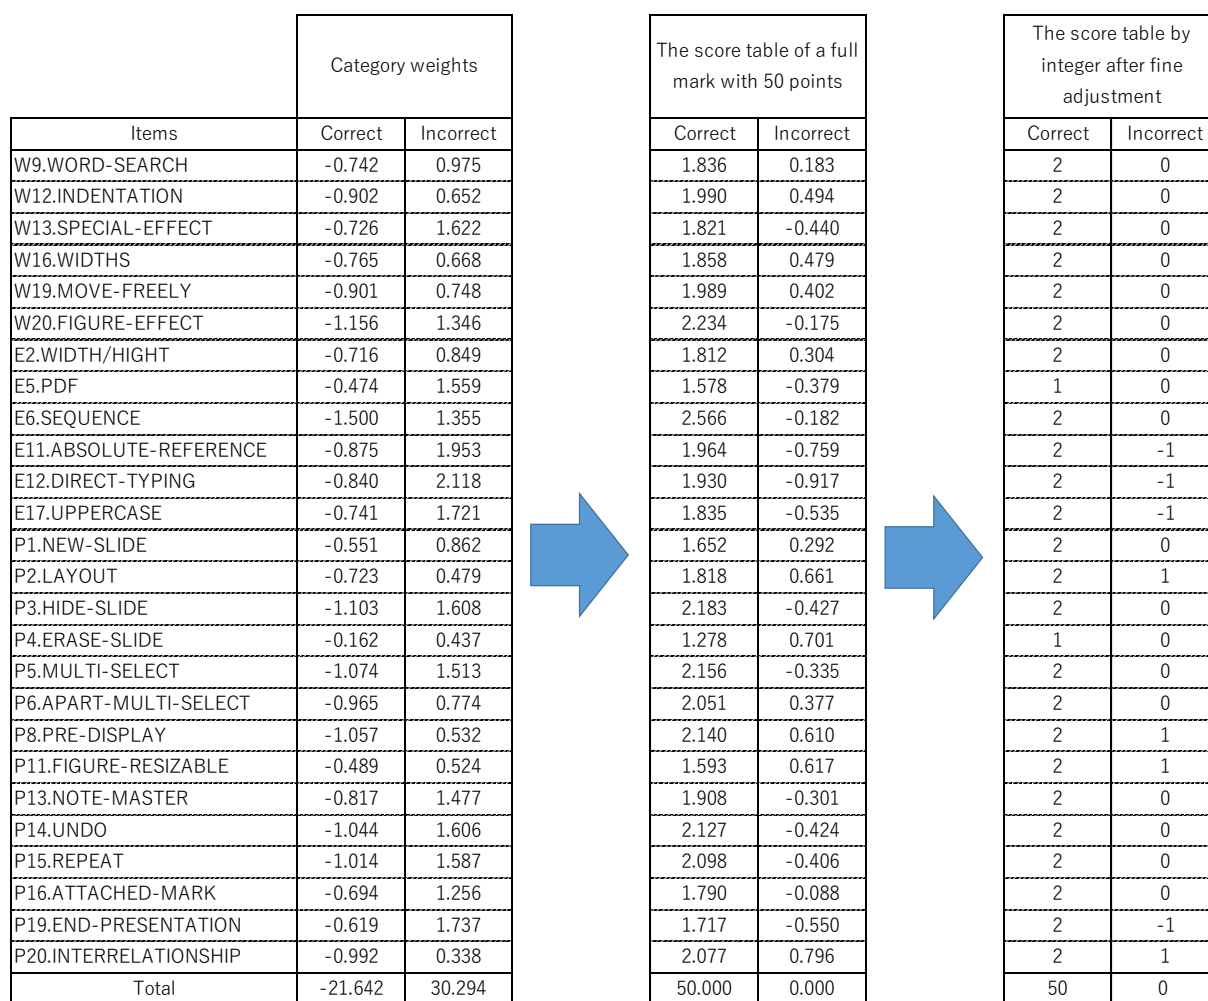 Category weights
The score table of a full
mark with 50 points
The score table by
integer after fine
adjustment
Items Correct Incorrect Correct Incorrect Correct Incorrect
W9.WORD-SEARCH -0.742 0.975 1.836 0.183 2 0
W12.INDENTATION -0.902 0.652 1.990 0.494 2 0
W13.SPECIAL-EFFECT -0.726 1.622 1.821 -0.440 2 0
W16.WIDTHS -0.765 0.668 1.858 0.479 2 0
W19.MOVE-FREELY -0.901 0.748 1.989 0.402 2 0
W20.FIGURE-EFFECT -1.156 1.346 2.234 -0.175 2 0
E2.WIDTH/HIGHT -0.716 0.849 1.812 0.304 2 0
E5.PDF -0.474 1.559 1.578 -0.379 1 0
E6.SEQUENCE -1.500 1.355 2.566 -0.182 2 0
E11.ABSOLUTE-REFERENCE -0.875 1.953 1.964 -0.759 2 -1
E12.DIRECT-TYPING -0.840 2.118 1.930 -0.917 2 -1
E17.UPPERCASE -0.741 1.721 1.835 -0.535 2 -1
P1.NEW-SLIDE -0.551 0.862 1.652 0.292 2 0
P2.LAYOUT -0.723 0.479 1.818 0.661 2 1
P3.HIDE-SLIDE -1.103 1.608 2.183 -0.427 2 0
P4.ERASE-SLIDE -0.162 0.437 1.278 0.701 1 0
P5.MULTI-SELECT -1.074 1.513 2.156 -0.335 2 0
P6.APART-MULTI-SELECT -0.965 0.774 2.051 0.377 2 0
P8.PRE-DISPLAY -1.057 0.532 2.140 0.610 2 1
P11.FIGURE-RESIZABLE -0.489 0.524 1.593 0.617 2 1
P13.NOTE-MASTER -0.817 1.477 1.908 -0.301 2 0
P14.UNDO -1.044 1.606 2.127 -0.424 2 0
P15.REPEAT -1.014 1.587 2.098 -0.406 2 0
P16.ATTACHED-MARK -0.694 1.256 1.790 -0.088 2 0
P19.END-PRESENTATION -0.619 1.737 1.717 -0.550 2 -1
P20.INTERRELATIONSHIP -0.992 0.338 2.077 0.796 2 1
Total -21.642 30.294 50.000 0.000 50 0